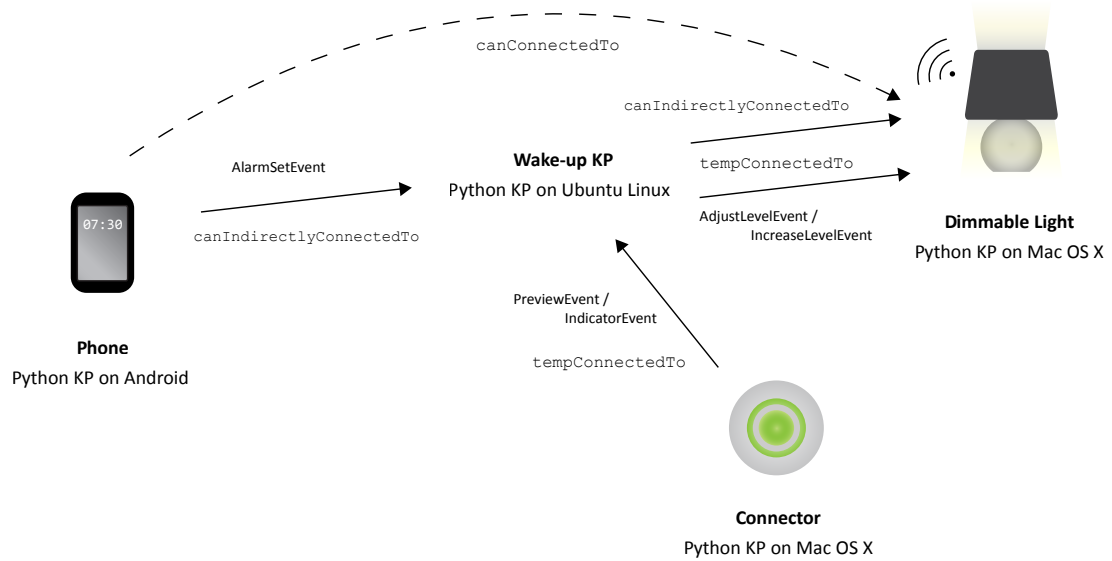 canConnectedTo
canIndirectlyConnectedTo
AlarmSetEvent
Wake-up KP
Python KP on Ubuntu Linux
tempConnectedTo
07:30
canIndirectlyConnectedTo
AdjustLevelEvent /
IncreaseLevelEvent
Dimmable Light
Python KP on Mac OS X
PreviewEvent /
IndicatorEvent
tempConnectedTo
Phone
Python KP on Android
Connector
Python KP on Mac OS X